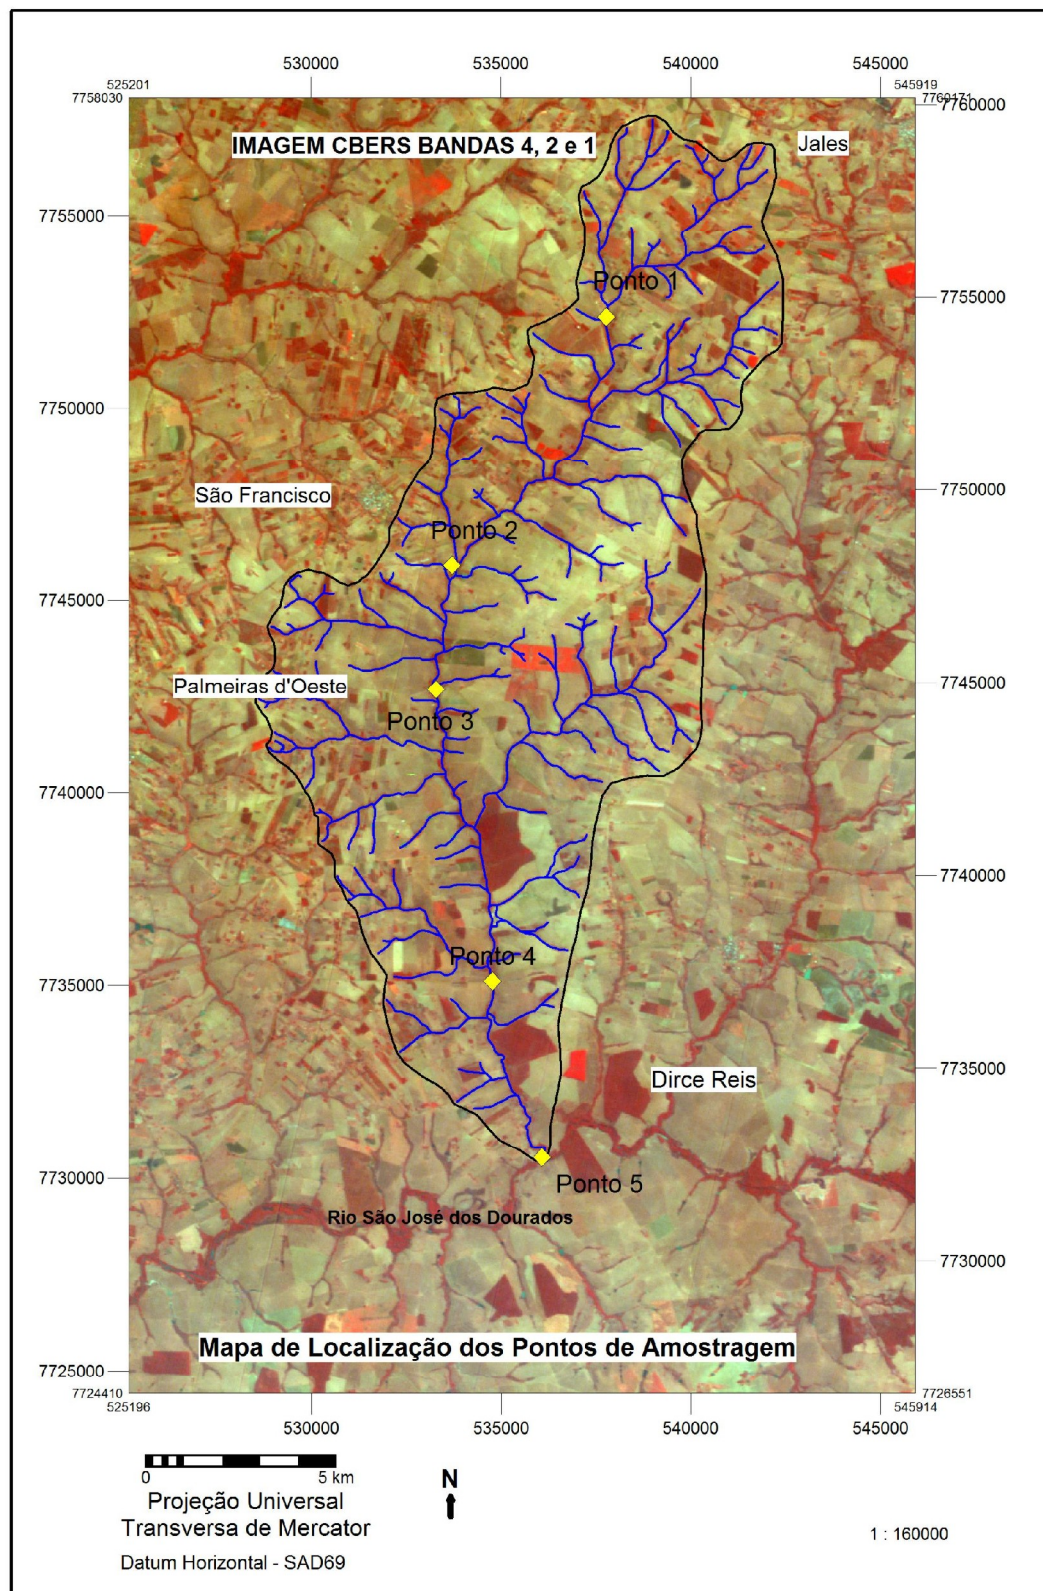 530000
535000
540000
545000
525201
545919
7758030
7760171
7760000
IMAGEM CBERS BANDAS 4, 2 e 1
Jales
7755000
Ponto 1
7755000
7750000
São Francisco
7750000
Ponto 2
7745000
Palmeiras d'Oeste
7745000
Ponto 3
7740000
7740000
Ponto 4
7735000
7735000
Dirce Reis
7730000
Ponto 5
Rio São José dos Dourados
7730000
Mapa de Localização dos Pontos de Amostragem
7725000
7724410
7726551
525196
545914
530000
535000
540000
545000
0
5 km
N
Projeção Universal
Transversa de Mercator
1 : 160000
Datum Horizontal - SAD69